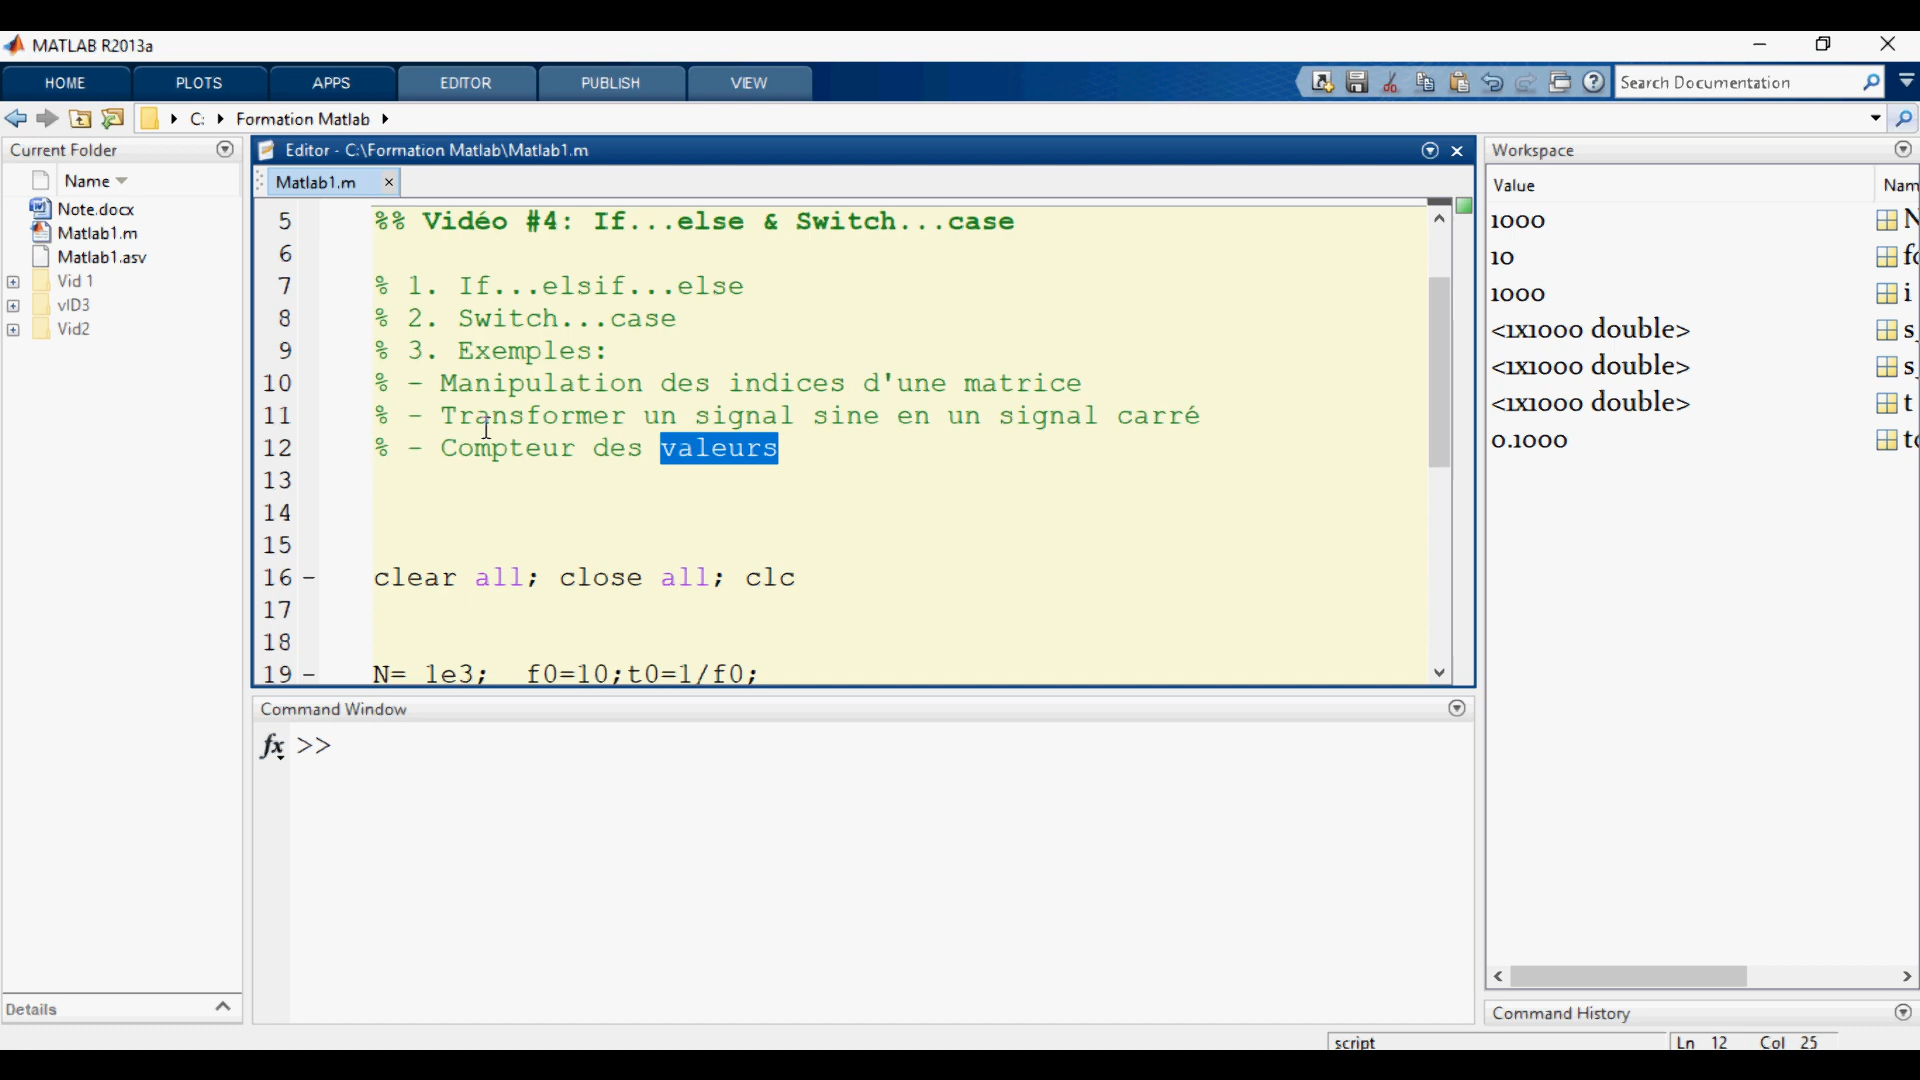 MATLAB R2013a
HOME PLOTS APPS EDITOR PUBLISH VIEW Search Documentation
C: Formation Matlab
Current Folder
Name
Note.docx
Matlab1.m
Matlab1.asv
Vid 1
vID3
Vid2
Details
Editor - C:\Formation Matlab\Matlab1.m
Matlab1.m
5 %% Vidéo #4: If...else & Switch...case
6
7 % 1. If...elsif...else
8 % 2. Switch...case
9 % 3. Exemples:
10 % - Manipulation des indices d'une matrice
11 % - Transformer un signal sine en un signal carré
12 % - Compteur des valeurs
13
14
15
16 - clear all; close all; clc
17
18
19 - N= 1e3; f0=10;t0=1/f0;
Command Window
fx >>
Workspace
Value Nam
1000 N
10 fo
1000 i
<1x1000 double> s_
<1x1000 double> s_
<1x1000 double> t
0.1000 to
Command History
script Ln 12 Col 25